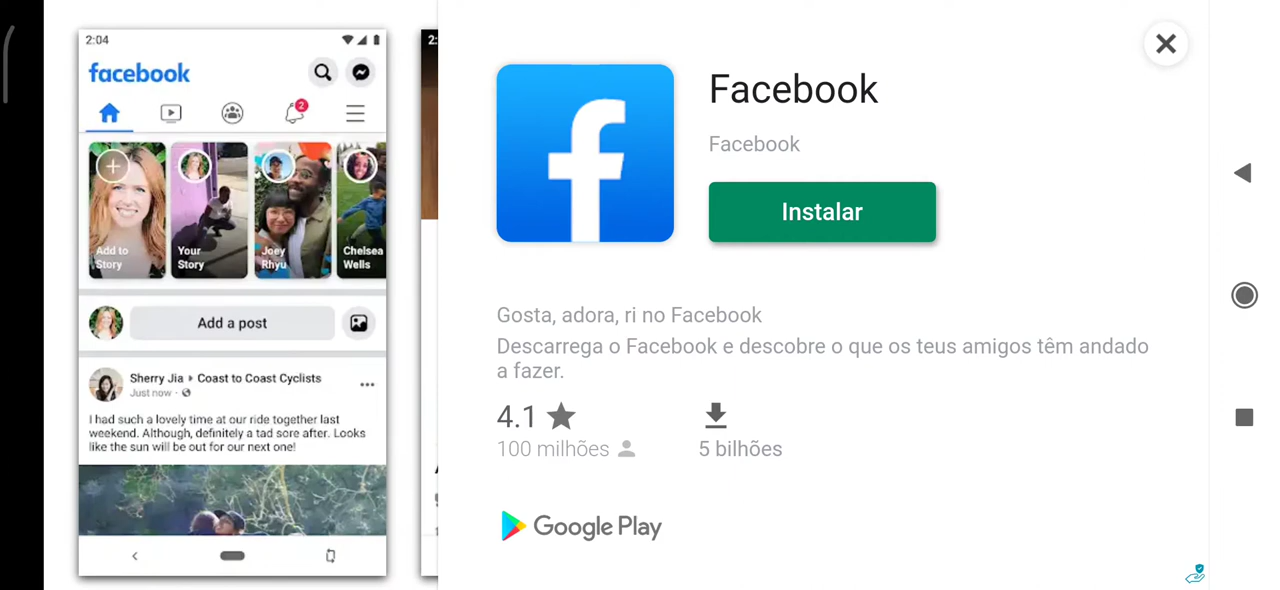 2:04
facebook
2
Add to
Story
Your
Story
Joey
Rhyu
Chelsea
Wells
Add a post
Sherry Jia ▸ Coast to Coast Cyclists
Just now ·
I had such a lovely time at our ride together last
weekend. Although, definitely a tad sore after. Looks
like the sun will be out for our next one!
2:
Facebook
Facebook
Instalar
Gosta, adora, ri no Facebook
Descarrega o Facebook e descobre o que os teus amigos têm andado
a fazer.
4.1 ★
100 milhões
5 bilhões
Google Play